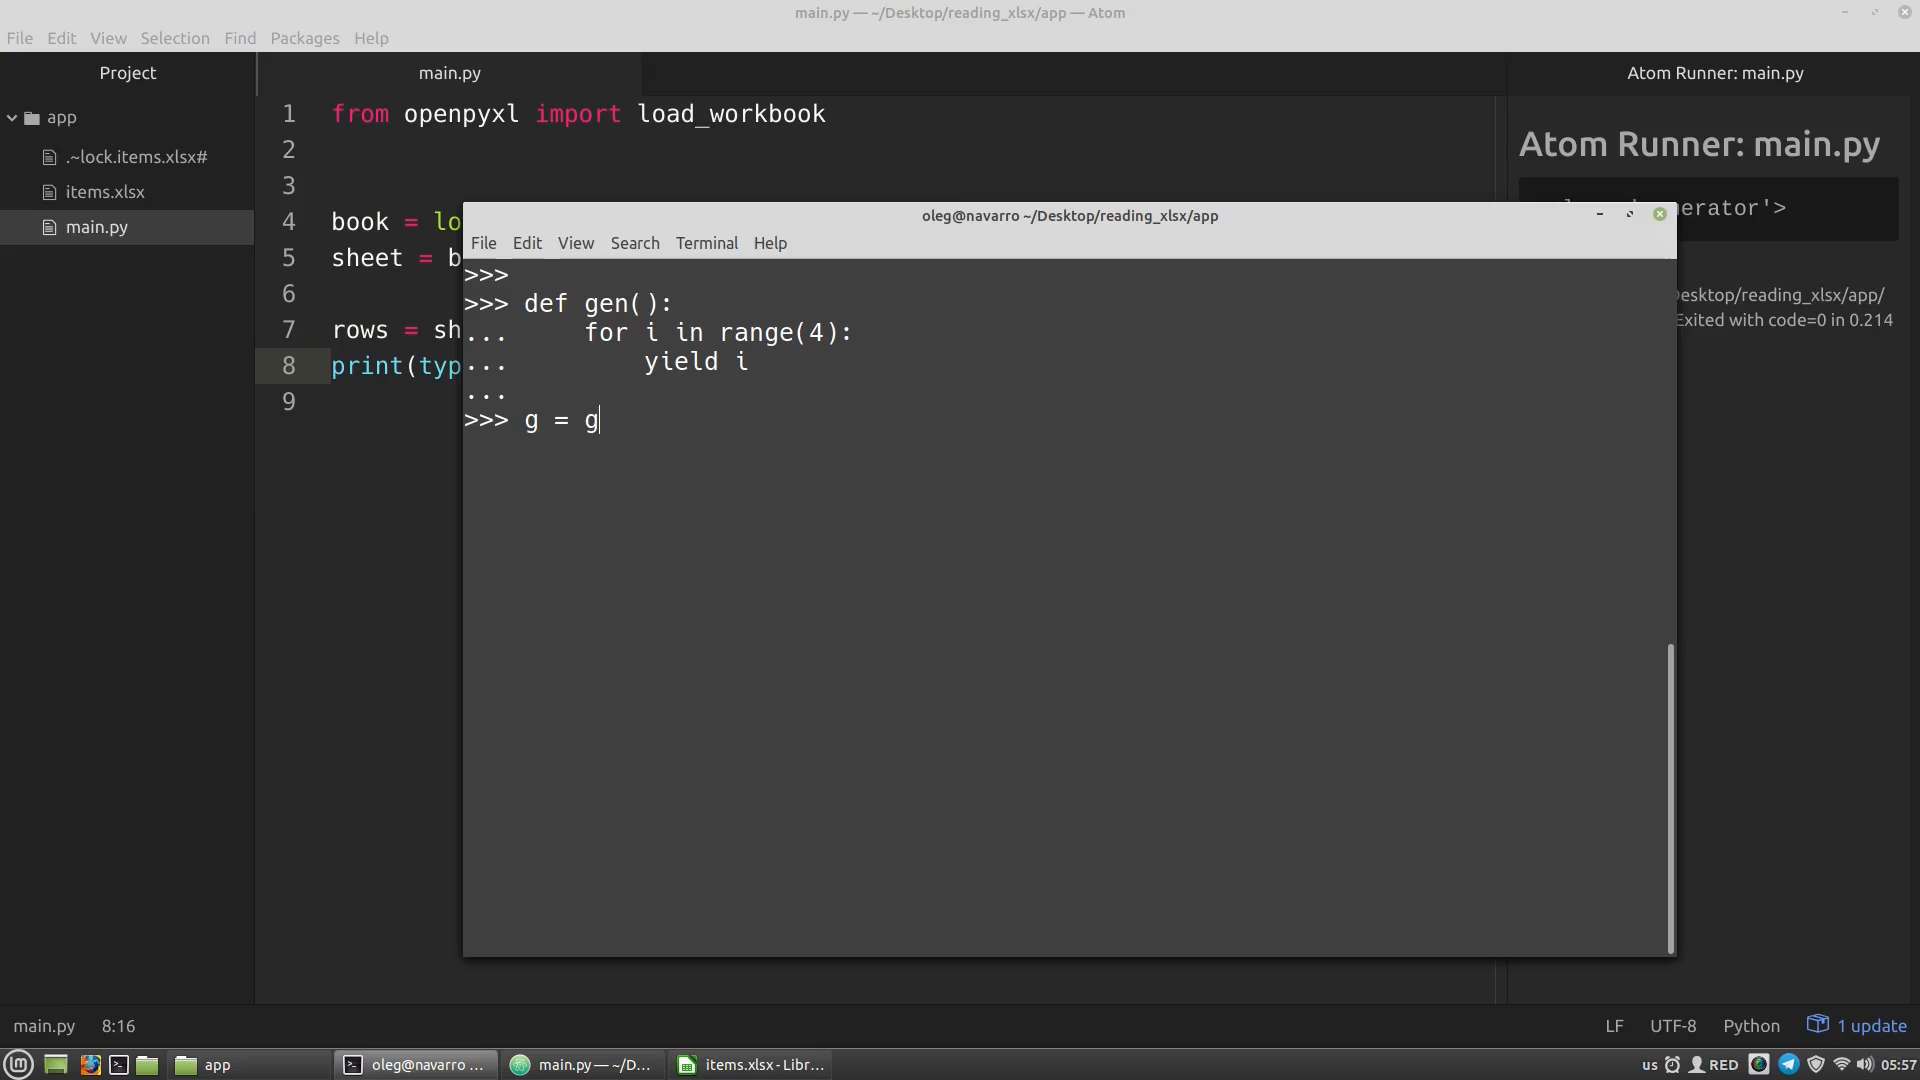 main.py — ~/Desktop/reading_xlsx/app — Atom
File Edit View Selection Find Packages Help
Project
app
.~lock.items.xlsx#
items.xlsx
main.py
main.py
1 from openpyxl import load_workbook
2
3
4 book = lo
5 sheet = b
6
7 rows = sh
8 print(typ
9
oleg@navarro ~/Desktop/reading_xlsx/app
File Edit View Search Terminal Help
>>>
>>> def gen():
...     for i in range(4):
...         yield i
...
>>> g = g
Atom Runner: main.py
Atom Runner: main.py
nerator'>
Desktop/reading_xlsx/app/
Exited with code=0 in 0.214
main.py 8:16
LF UTF-8 Python 1 update
app
oleg@navarro ...
main.py — ~/D...
items.xlsx - Libr...
us RED 05:57